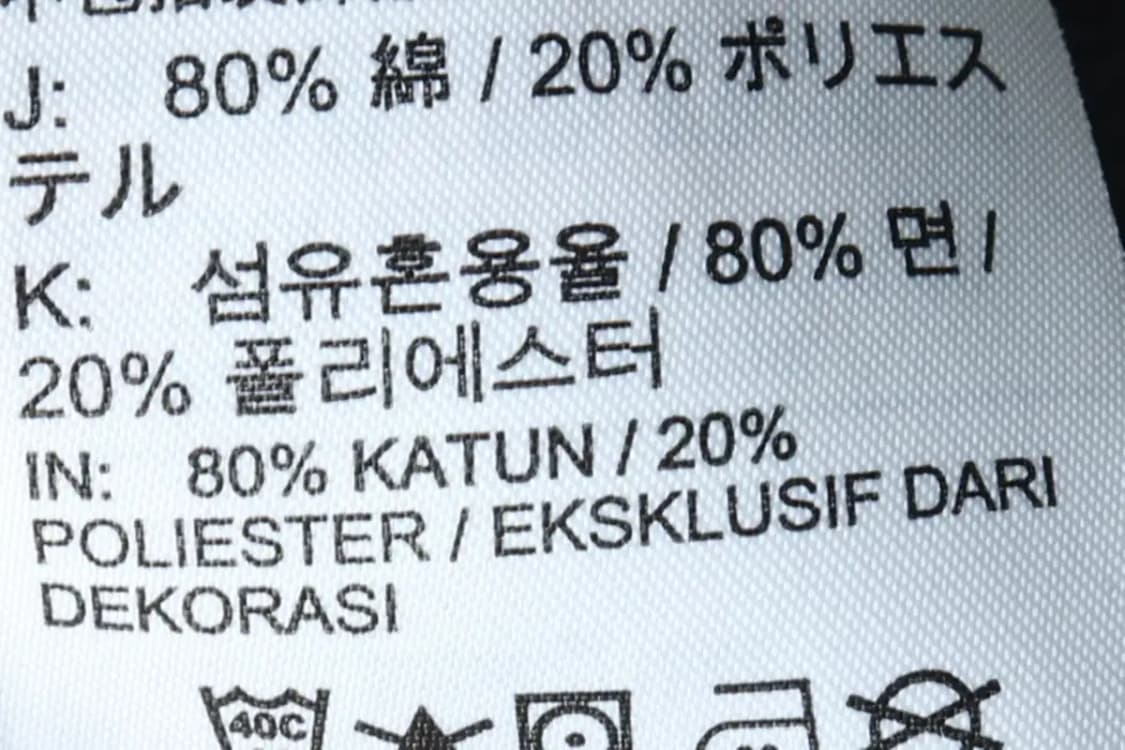 J: 80% 綿 / 20% ポリエス
テル
K: 섬유혼용율 / 80% 면 /
20% 폴리에스터
IN: 80% KATUN / 20%
POLIESTER / EKSKLUSIF DARI
DEKORASI
40C